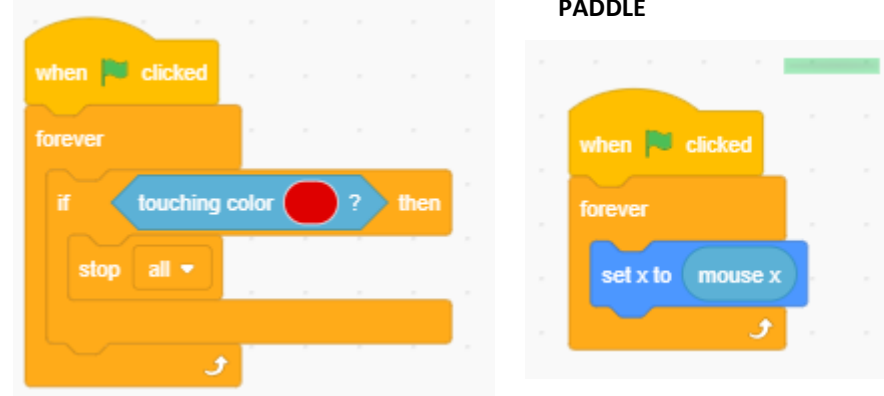 when clicked
forever
if touching color ? then
stop all
PADDLE
when clicked
forever
set x to mouse x